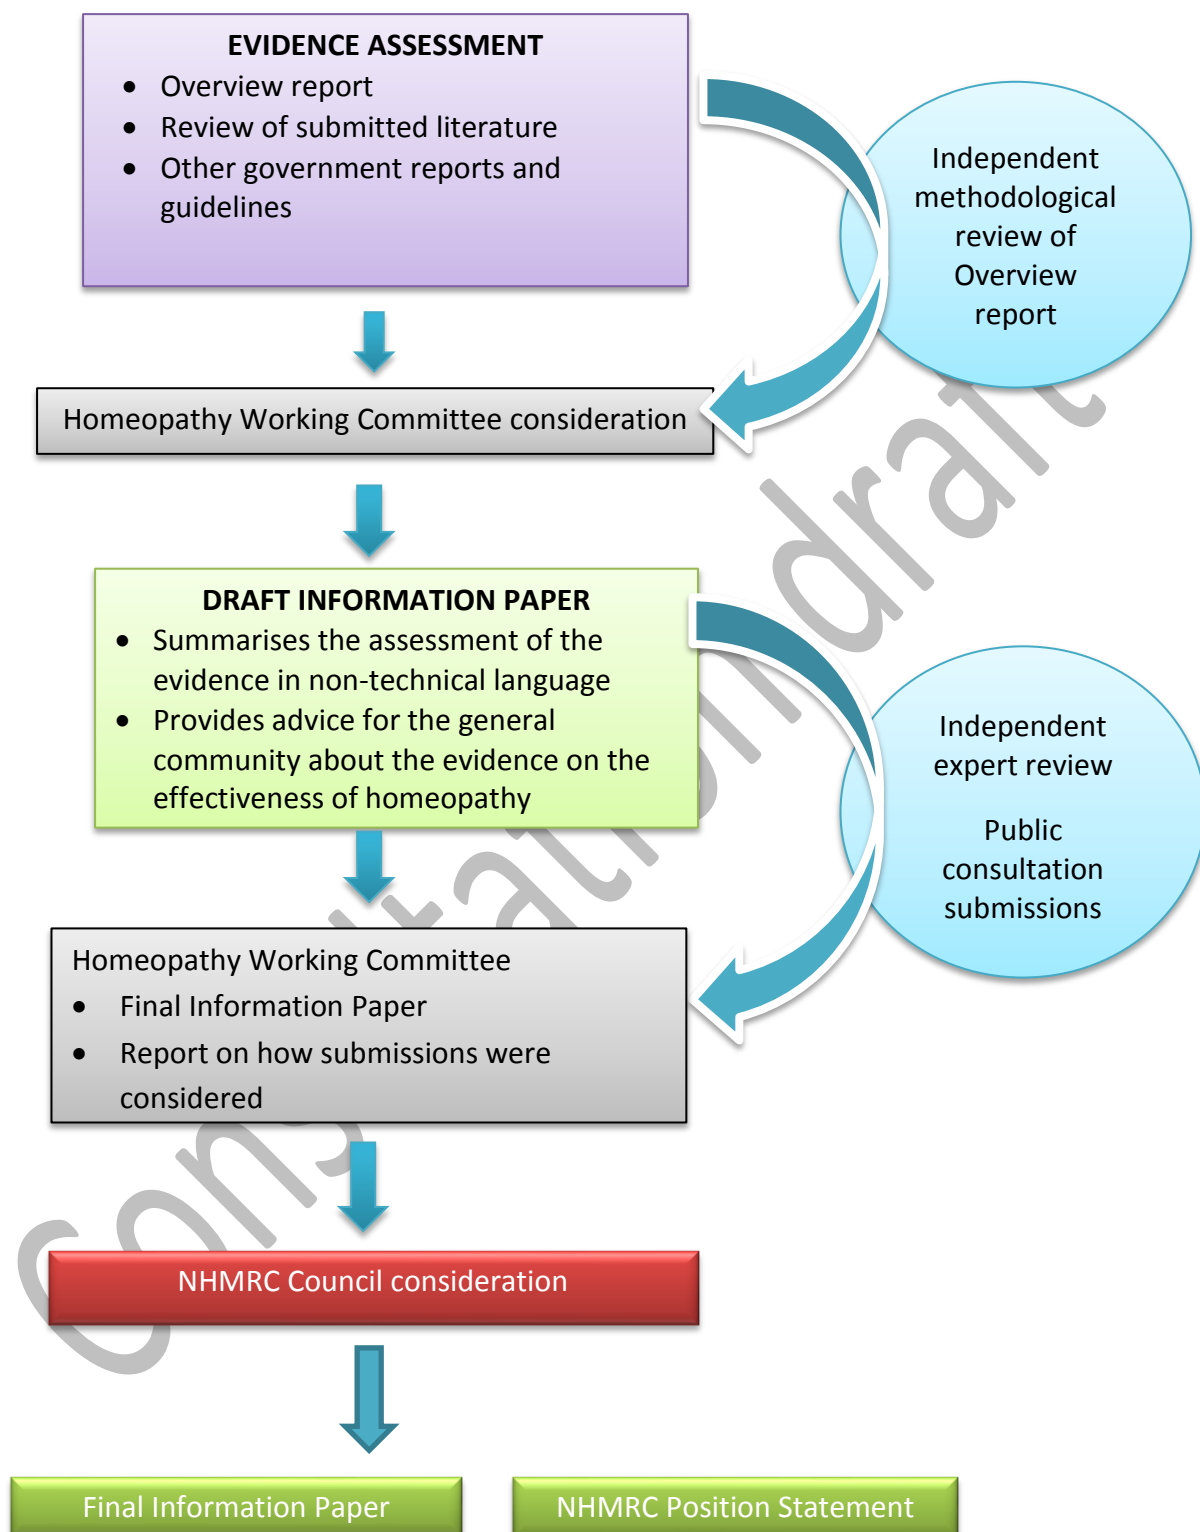 EVIDENCE ASSESSMENT
• Overview report
• Review of submitted literature
• Other government reports and
guidelines
Independent
methodological
review of
Overview
report
Homeopathy Working Committee consideration
DRAFT INFORMATION PAPER
• Summarises the assessment of the
evidence in non-technical language
• Provides advice for the general
community about the evidence on the
effectiveness of homeopathy
Independent
expert review
Public
consultation
submissions
Homeopathy Working Committee
• Final Information Paper
• Report on how submissions were
considered
NHMRC Council consideration
Final Information Paper
NHMRC Position Statement
Consultation draft